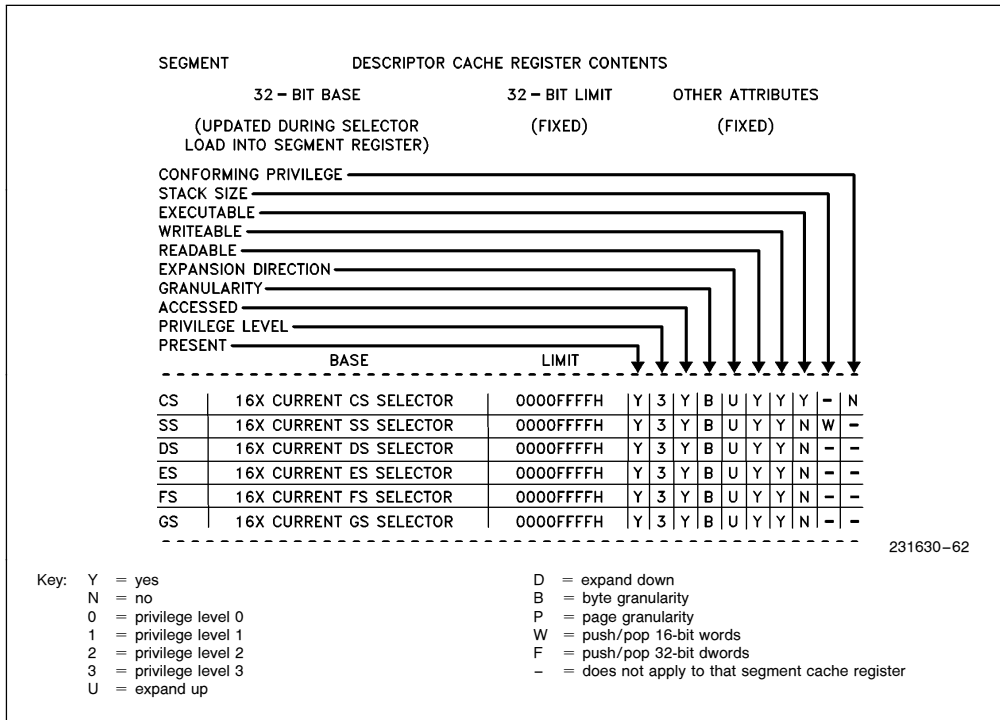 SEGMENT DESCRIPTOR CACHE REGISTER CONTENTS
32 – BIT BASE 32 – BIT LIMIT OTHER ATTRIBUTES
(UPDATED DURING SELECTOR (FIXED) (FIXED)
LOAD INTO SEGMENT REGISTER)
CONFORMING PRIVILEGE
STACK SIZE
EXECUTABLE
WRITEABLE
READABLE
EXPANSION DIRECTION
GRANULARITY
ACCESSED
PRIVILEGE LEVEL
PRESENT
BASE LIMIT
CS 16X CURRENT CS SELECTOR 0000FFFFH Y 3 Y B U Y Y Y – N
SS 16X CURRENT SS SELECTOR 0000FFFFH Y 3 Y B U Y Y N W –
DS 16X CURRENT DS SELECTOR 0000FFFFH Y 3 Y B U Y Y N – –
ES 16X CURRENT ES SELECTOR 0000FFFFH Y 3 Y B U Y Y N – –
FS 16X CURRENT FS SELECTOR 0000FFFFH Y 3 Y B U Y Y N – –
GS 16X CURRENT GS SELECTOR 0000FFFFH Y 3 Y B U Y Y N – –
231630–62
Key: Y = yes
N = no
0 = privilege level 0
1 = privilege level 1
2 = privilege level 2
3 = privilege level 3
U = expand up
D = expand down
B = byte granularity
P = page granularity
W = push/pop 16-bit words
F = push/pop 32-bit dwords
– = does not apply to that segment cache register